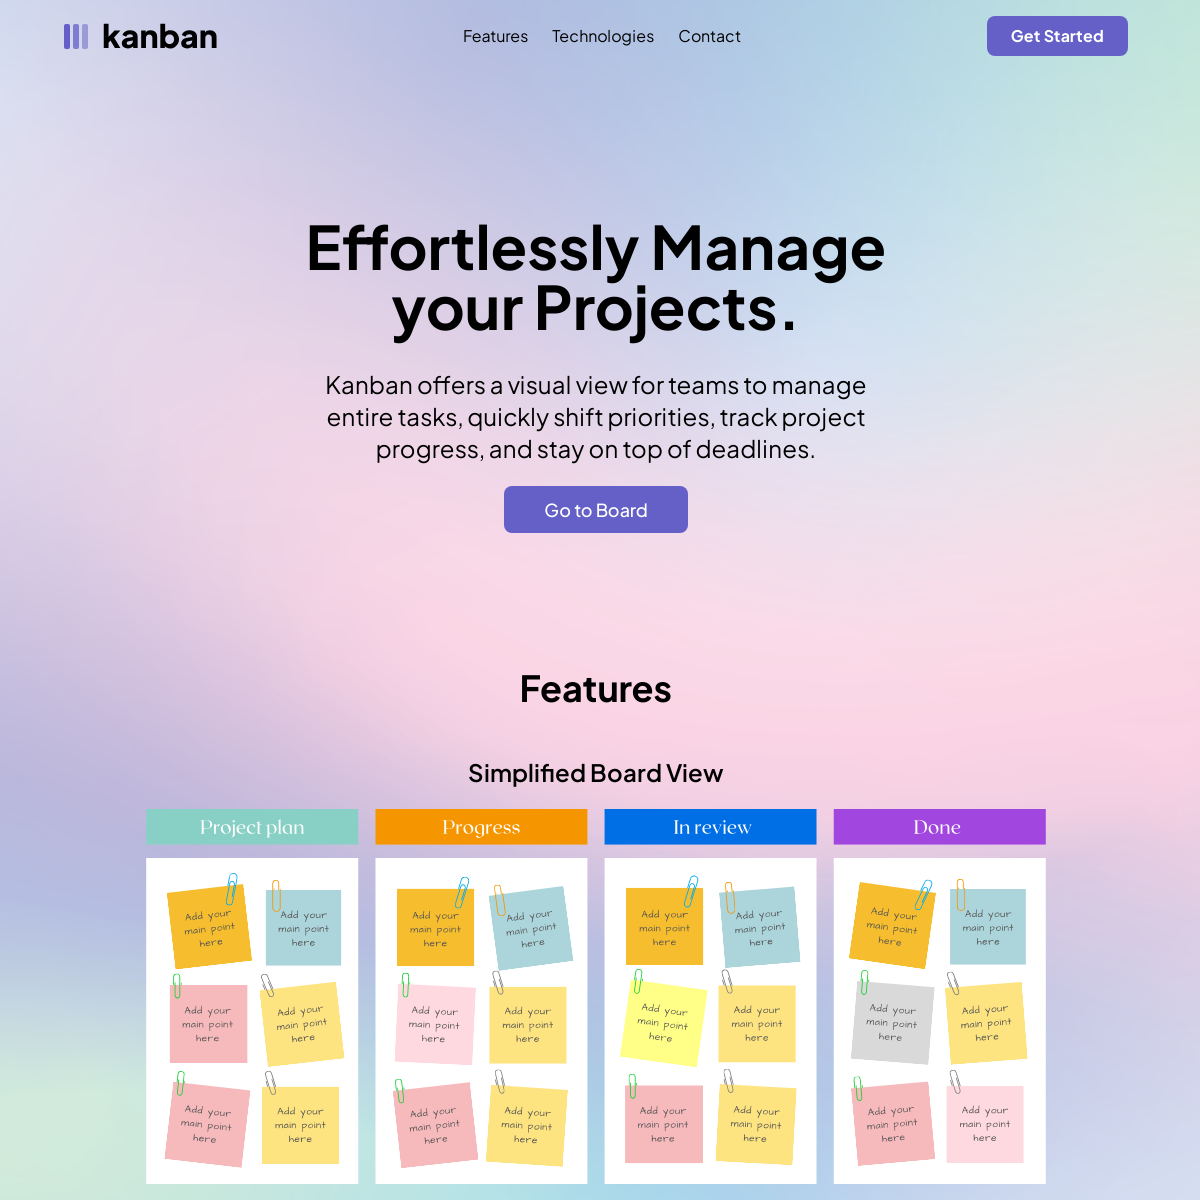 kanban
Features Technologies Contact
Get Started
Effortlessly Manage
your Projects.
Kanban offers a visual view for teams to manage
entire tasks, quickly shift priorities, track project
progress, and stay on top of deadlines.
Go to Board
Features
Simplified Board View
Project plan
Add your
main point
here
Add your
main point
here
Add your
main point
here
Add your
main point
here
Add your
main point
here
Add your
main point
here
Progress
Add your
main point
here
Add your
main point
here
Add your
main point
here
Add your
main point
here
Add your
main point
here
Add your
main point
here
In review
Add your
main point
here
Add your
main point
here
Add your
main point
here
Add your
main point
here
Add your
main point
here
Add your
main point
here
Done
Add your
main point
here
Add your
main point
here
Add your
main point
here
Add your
main point
here
Add your
main point
here
Add your
main point
here